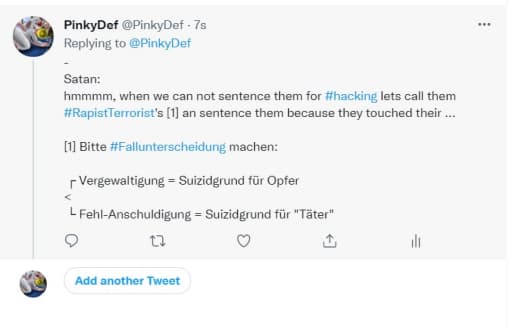 PinkyDef @PinkyDef · 7s
Replying to @PinkyDef
-
Satan:
hmmmm, when we can not sentence them for #hacking lets call them
#RapistTerrorist's [1] an sentence them because they touched their ...
[1] Bitte #Fallunterscheidung machen:
┌ Vergewaltigung = Suizidgrund für Opfer
<
└ Fehl-Anschuldigung = Suizidgrund für "Täter"
Add another Tweet